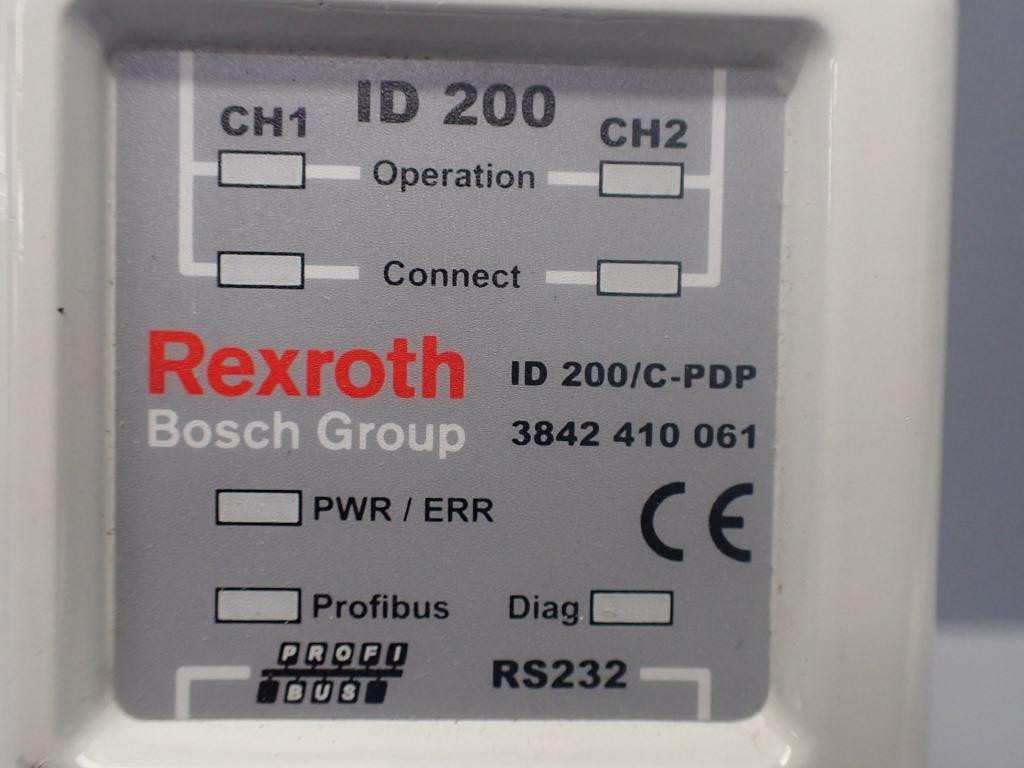 ID 200
CH1
CH2
Operation
Connect
Rexroth
Bosch Group
ID 200/C-PDP
3842 410 061
PWR / ERR
CE
Profibus
Diag
PROFI
BUS
RS232